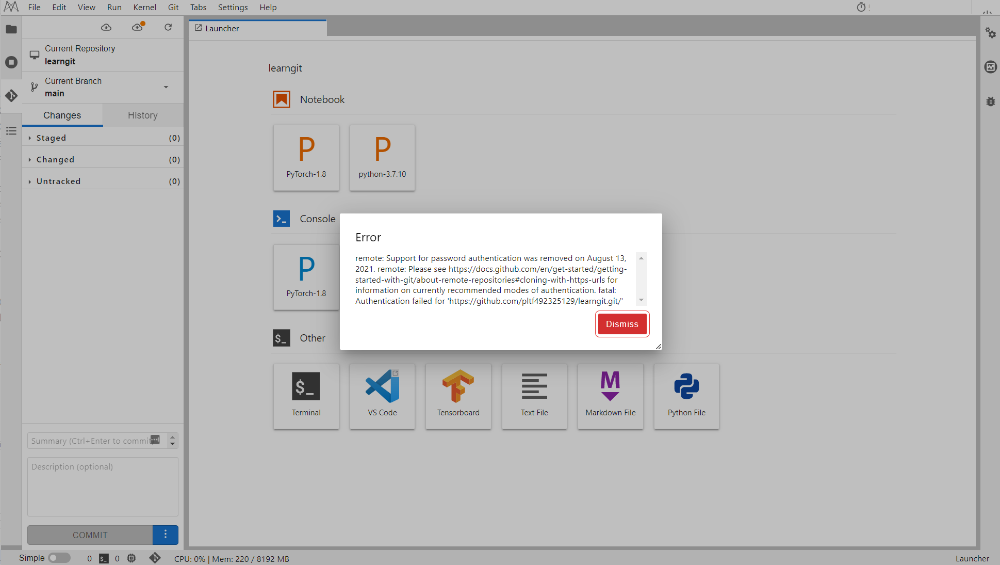 File Edit View Run Kernel Git Tabs Settings Help
Current Repository
learngit
Current Branch
main
Changes History
Staged (0)
Changed (0)
Untracked (0)
Summary (Ctrl+Enter to commit
Description (optional)
COMMIT
Launcher
learngit
Notebook
P P
PyTorch-1.8 python-3.7.10
Console
PyTorch-1.8
Error
remote: Support for password authentication was removed on August 13,
2021. remote: Please see https://docs.github.com/en/get-started/getting-
started-with-git/about-remote-repositories#cloning-with-https-urls for
information on currently recommended modes of authentication. fatal:
Authentication failed for 'https://github.com/pltf492325129/learngit.git/'
Dismiss
$_ Other
$_ M
Terminal VS Code Tensorboard Text File Markdown File Python File
Simple 0 $_ 0 CPU: 0% | Mem: 220 / 8192 MB Launcher